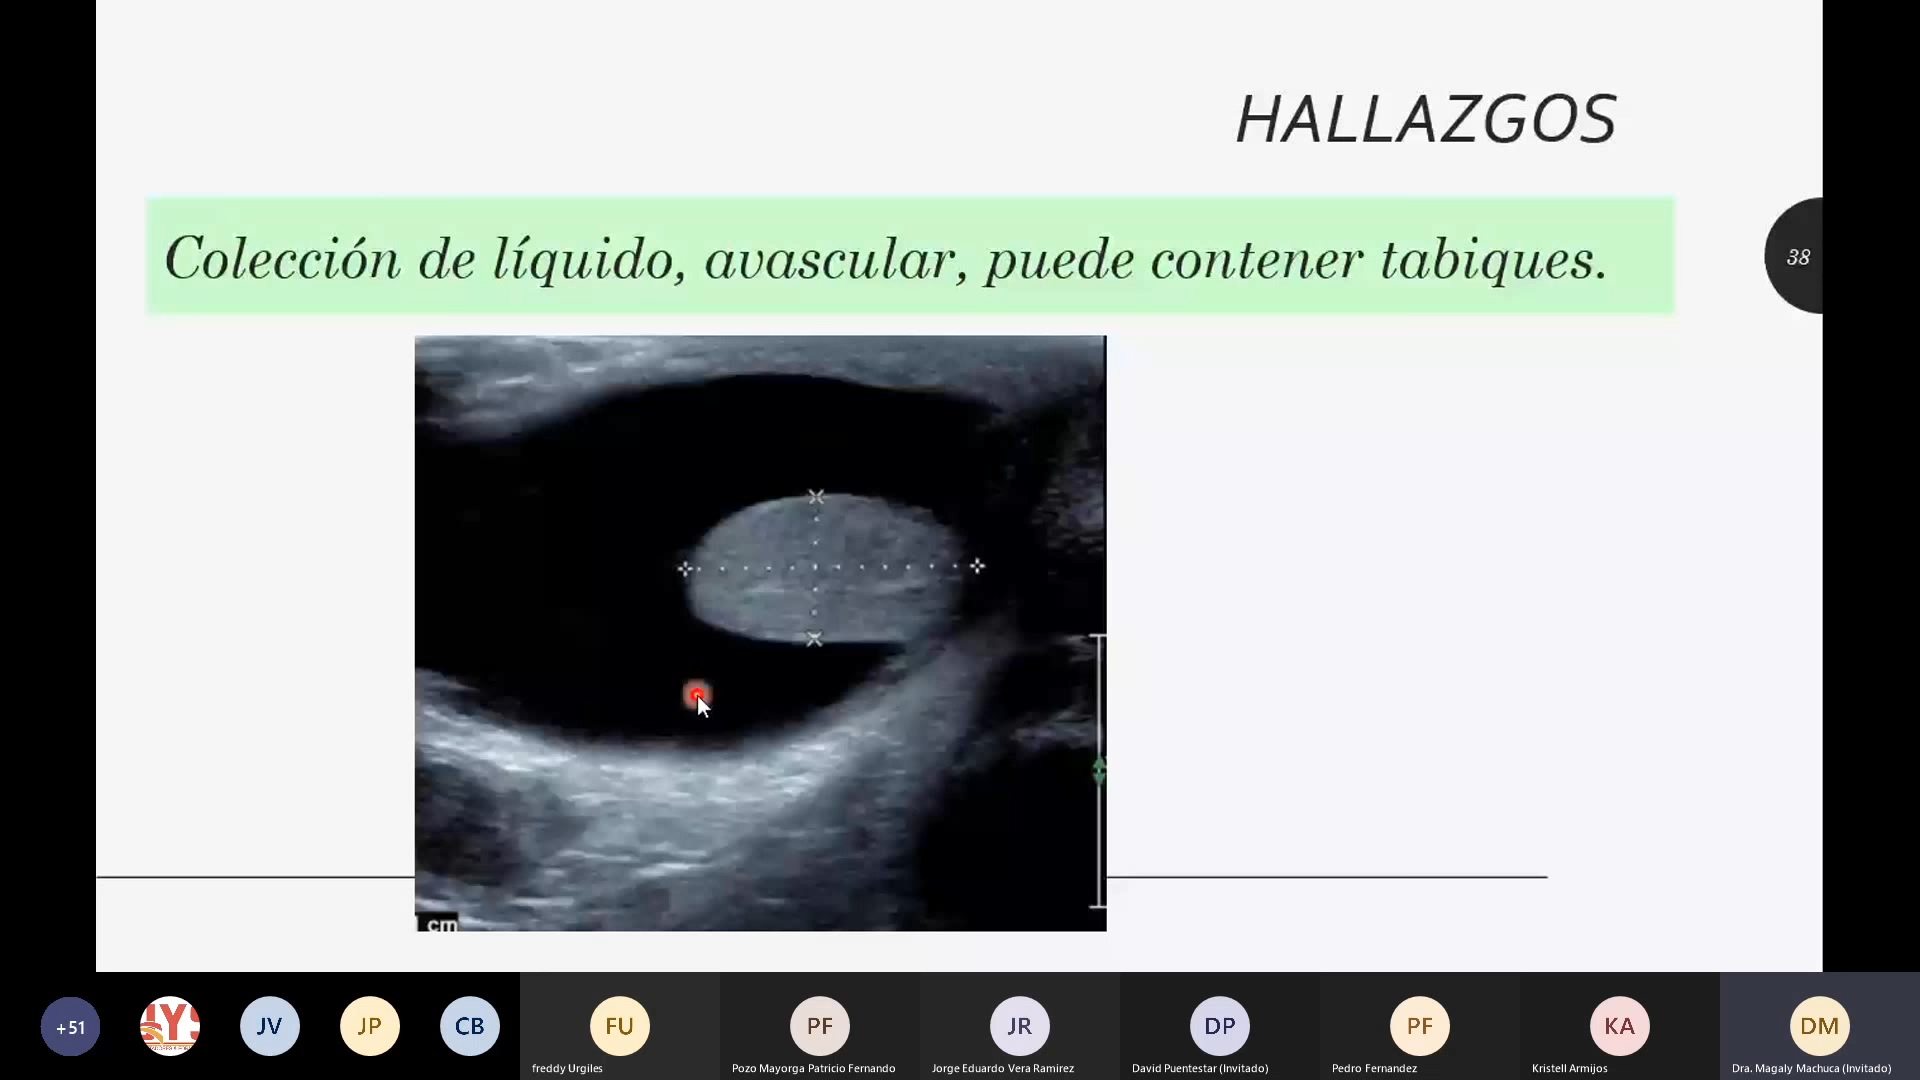 HALLAZGOS
Colección de líquido, avascular, puede contener tabiques.
38
cm
+51
JV
JP
CB
FU
PF
JR
DP
PF
KA
DM
freddy Urgiles
Pozo Mayorga Patricio Fernando
Jorge Eduardo Vera Ramirez
David Puentestar (Invitado)
Pedro Fernandez
Kristell Armijos
Dra. Magaly Machuca (Invitado)